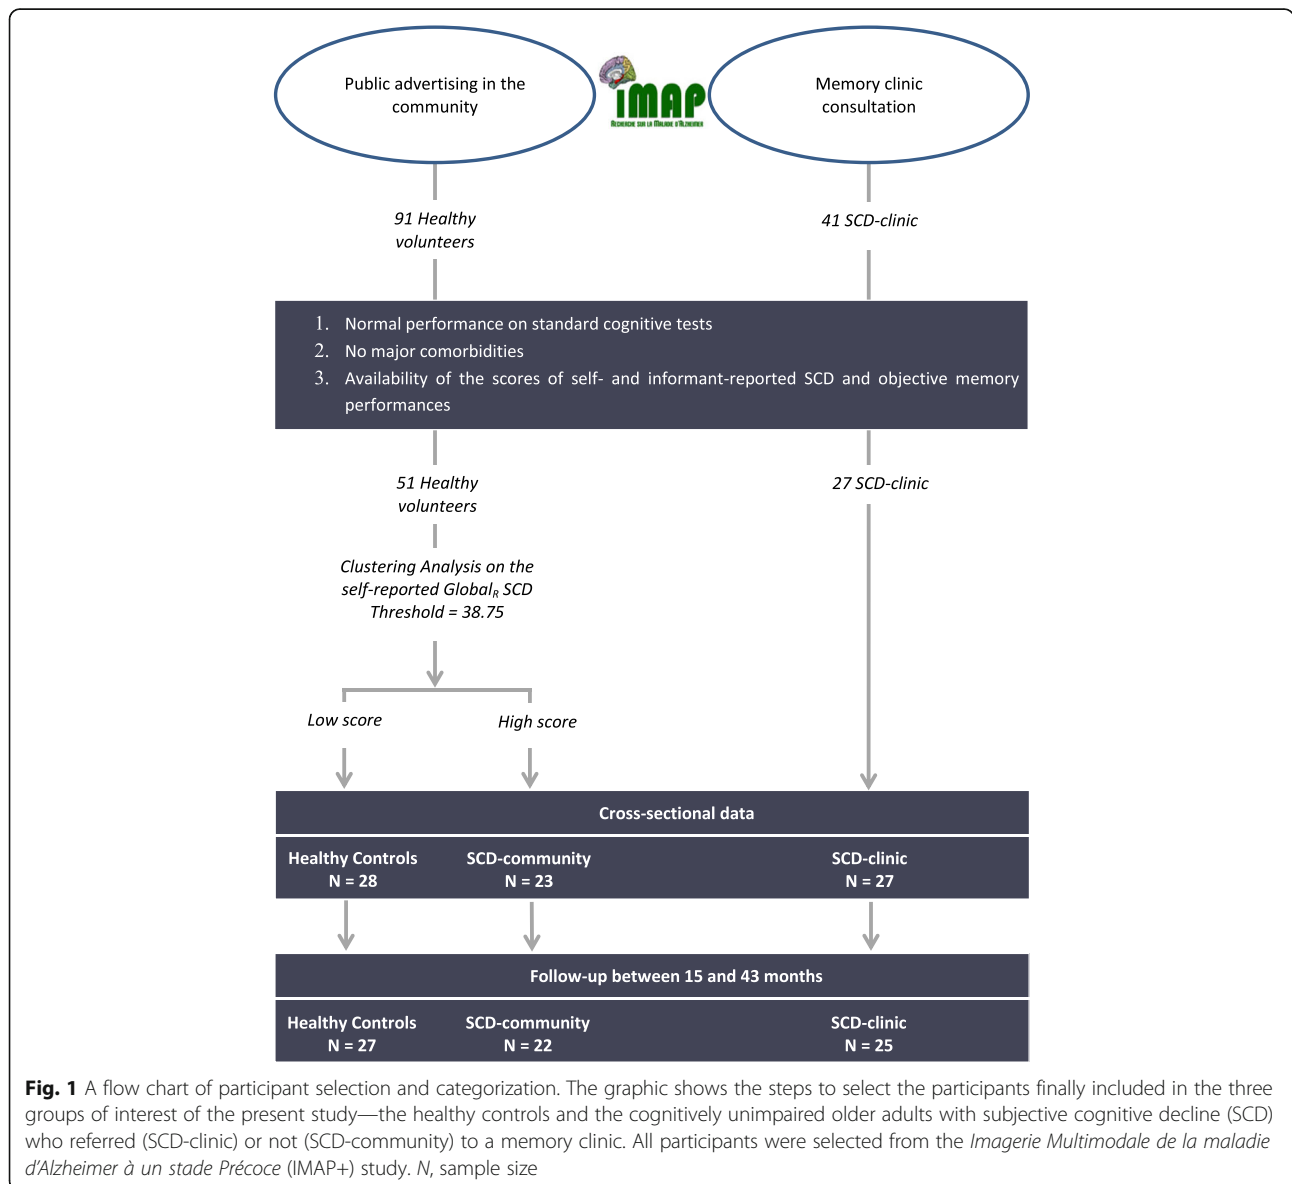 Public advertising in the
community
iMAP
Recherche sur la Maladie d'Alzheimer
Memory clinic
consultation
91 Healthy
volunteers
41 SCD-clinic
1. Normal performance on standard cognitive tests
2. No major comorbidities
3. Availability of the scores of self- and informant-reported SCD and objective memory
performances
51 Healthy
volunteers
27 SCD-clinic
Clustering Analysis on the
self-reported GlobalR SCD
Threshold = 38.75
Low score
High score
Cross-sectional data
Healthy Controls
N = 28
SCD-community
N = 23
SCD-clinic
N = 27
Follow-up between 15 and 43 months
Healthy Controls
N = 27
SCD-community
N = 22
SCD-clinic
N = 25
Fig. 1 A flow chart of participant selection and categorization. The graphic shows the steps to select the participants finally included in the three
groups of interest of the present study—the healthy controls and the cognitively unimpaired older adults with subjective cognitive decline (SCD)
who referred (SCD-clinic) or not (SCD-community) to a memory clinic. All participants were selected from the Imagerie Multimodale de la maladie
d'Alzheimer à un stade Précoce (IMAP+) study. N, sample size